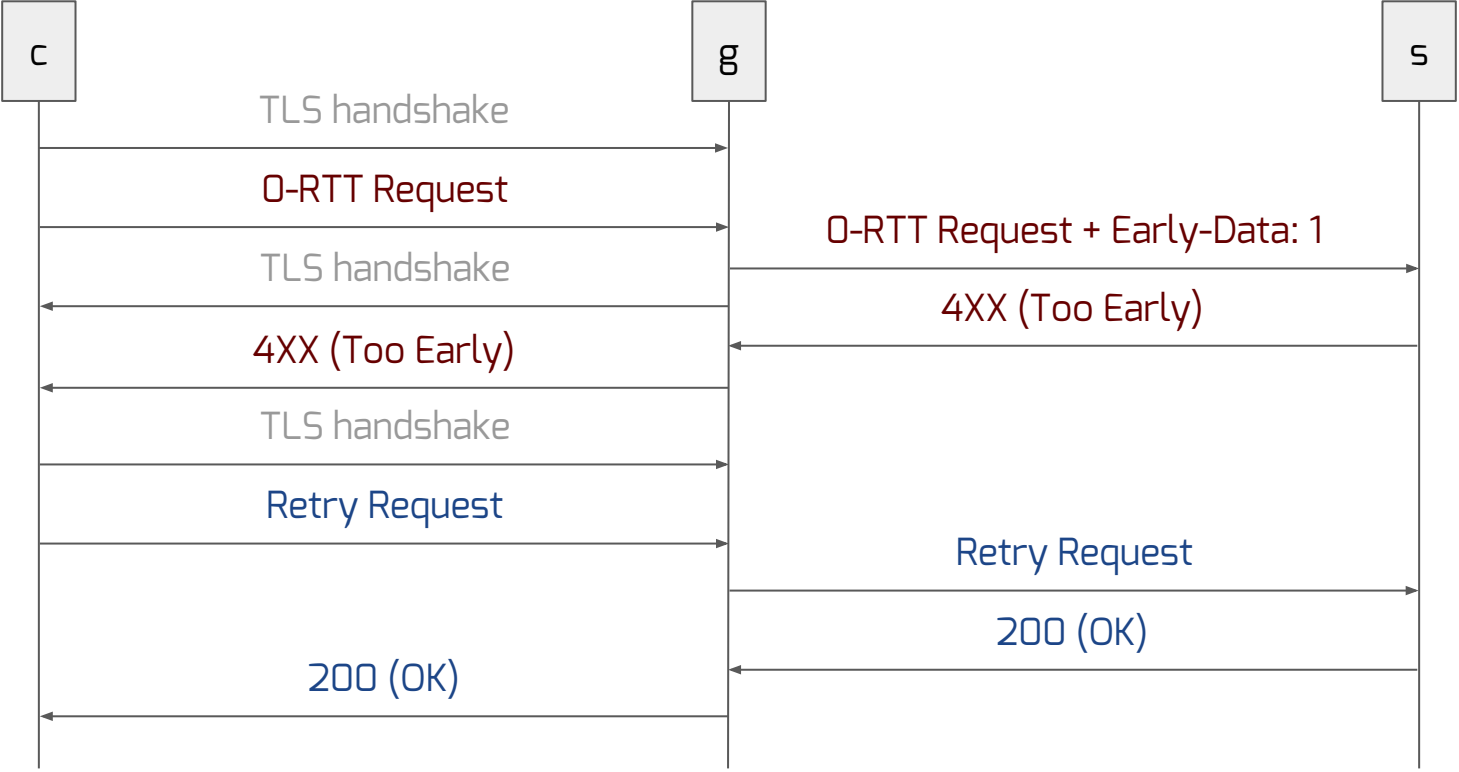 c
g
s
TLS handshake
0-RTT Request
0-RTT Request + Early-Data: 1
TLS handshake
4XX (Too Early)
4XX (Too Early)
TLS handshake
Retry Request
Retry Request
200 (OK)
200 (OK)